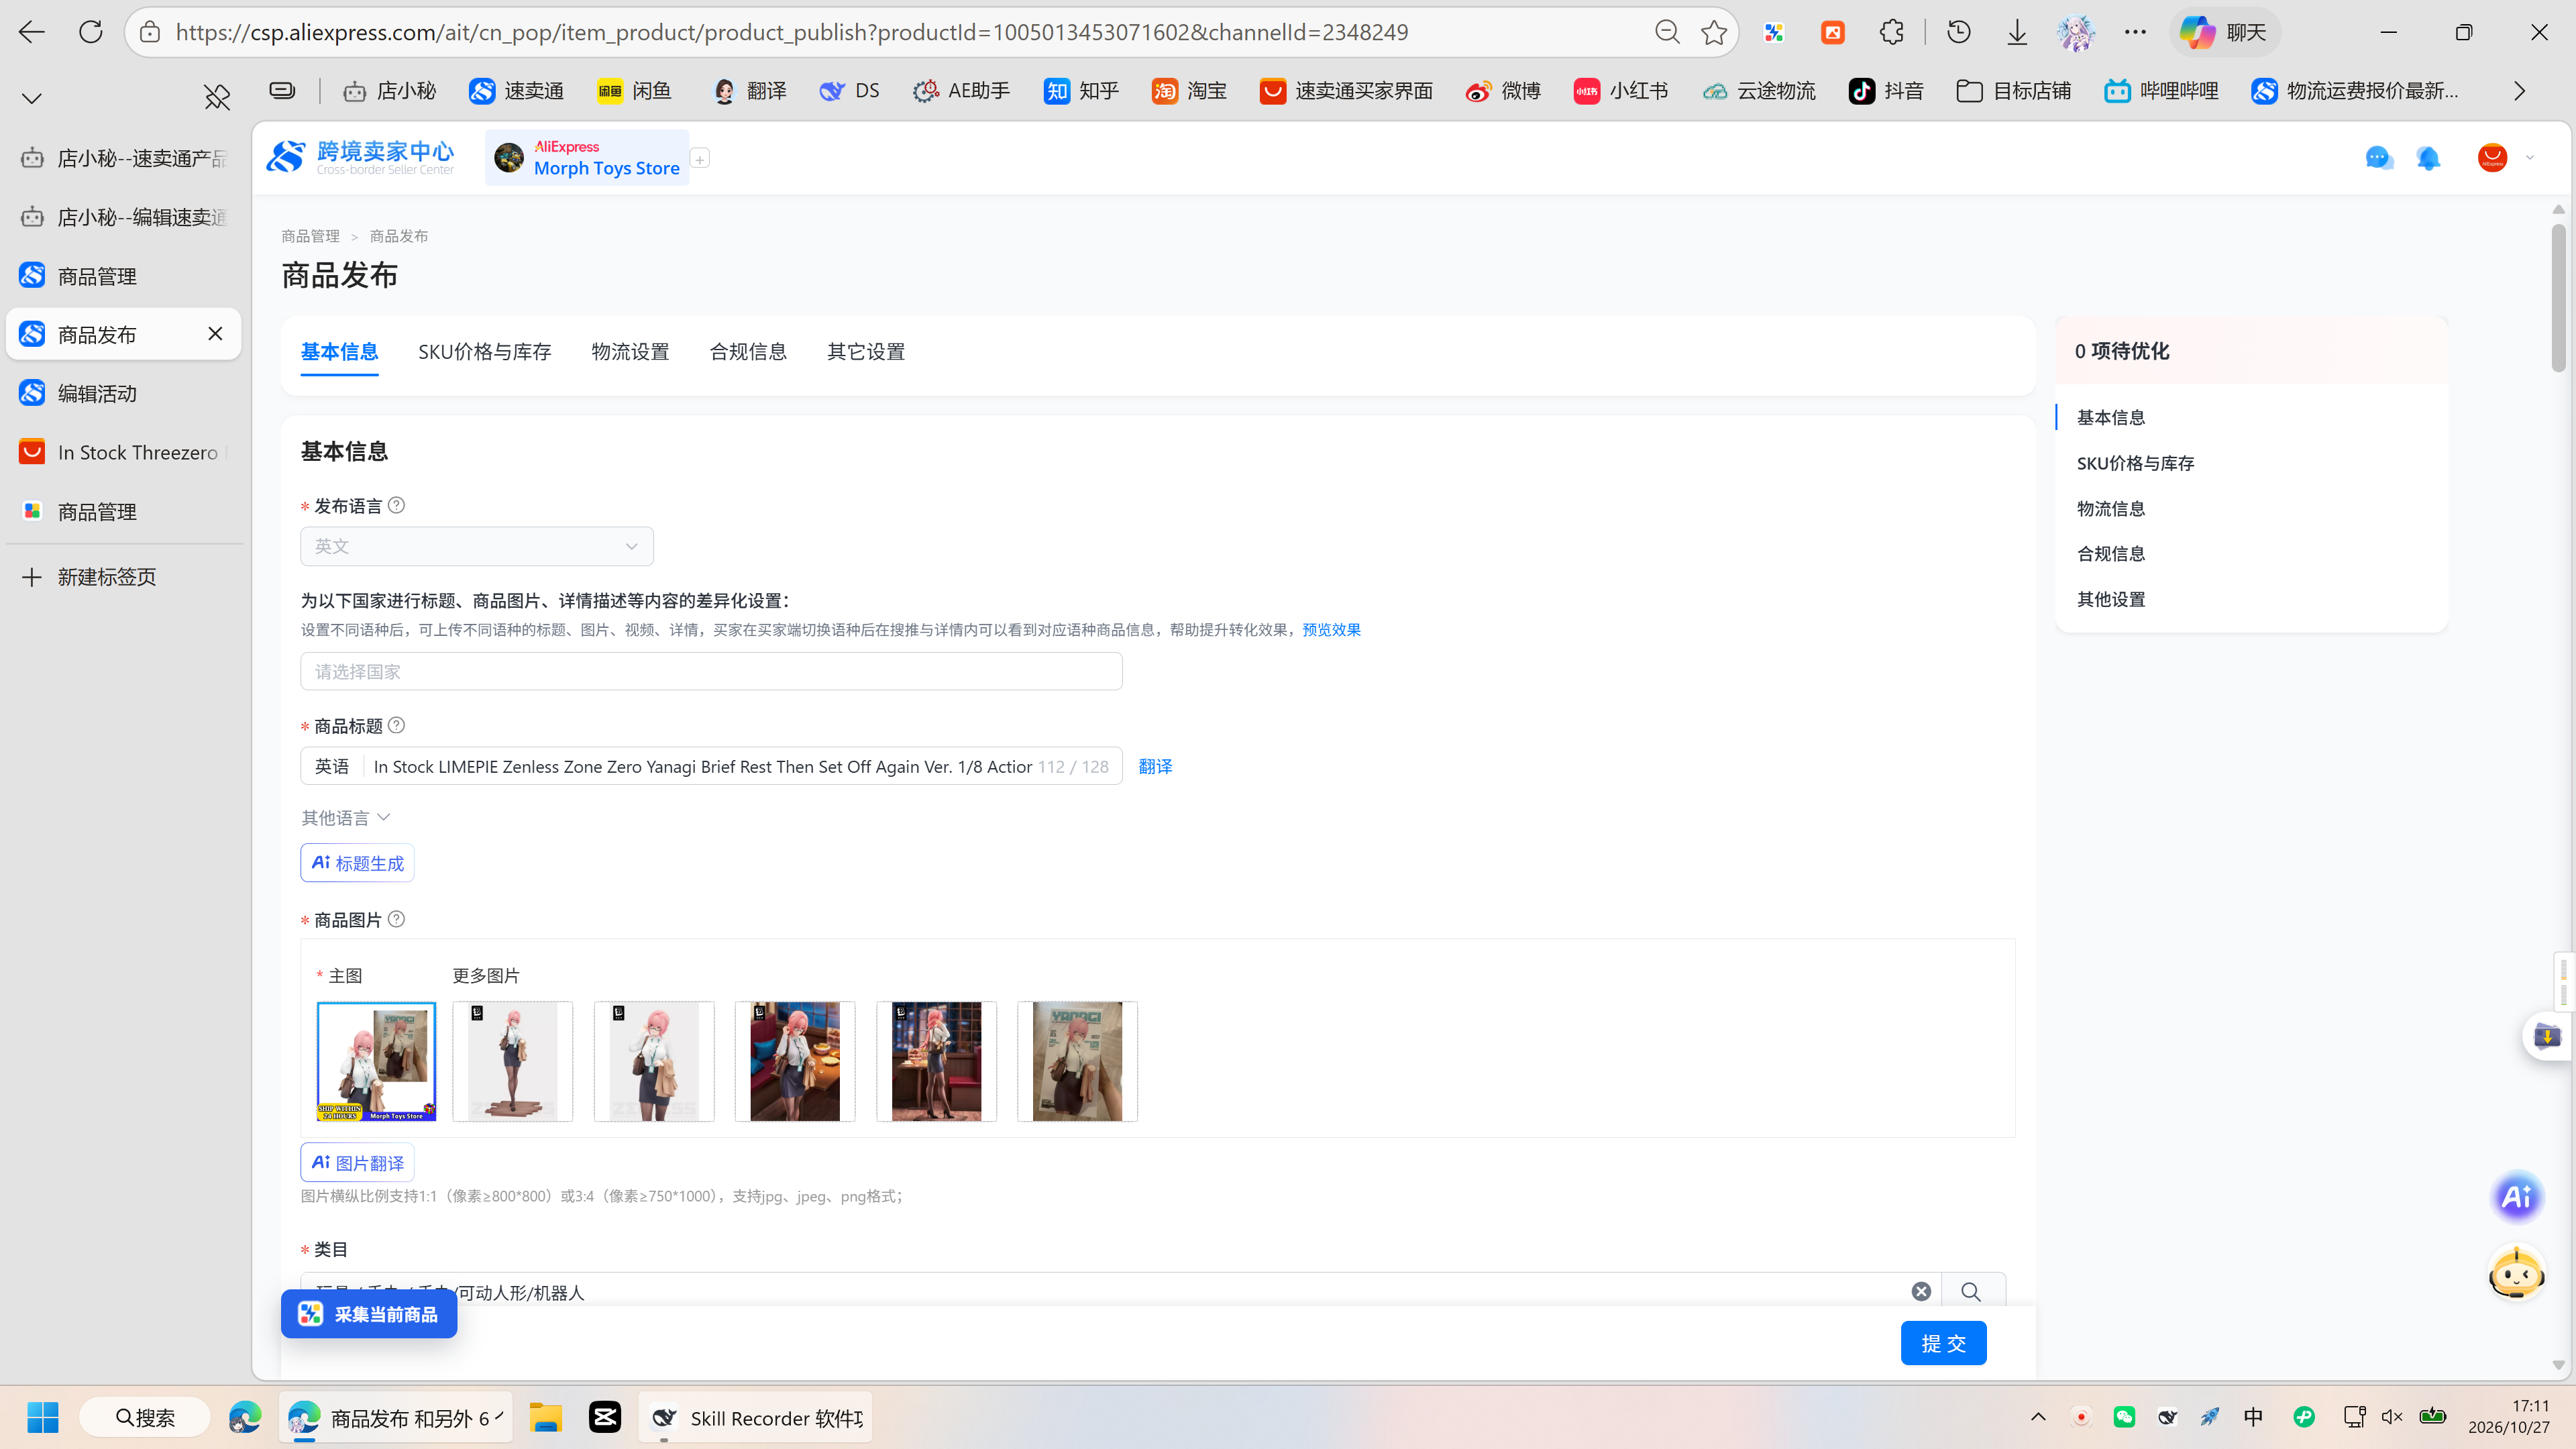 https://csp.aliexpress.com/ait/cn_pop/item_product/product_publish?productId=1005013453071602&channelId=2348249
聊天
店小秘
速卖通
闲鱼
翻译
DS
AE助手
知乎
淘宝
速卖通买家界面
微博
小红书
云途物流
抖音
目标店铺
哔哩哔哩
物流运费报价最新...
店小秘--速卖通产品
店小秘--编辑速卖通
商品管理
商品发布
编辑活动
In Stock Threezero
商品管理
新建标签页
跨境卖家中心
Cross-border Seller Center
AliExpress
Morph Toys Store
商品管理 > 商品发布
商品发布
基本信息
SKU价格与库存
物流设置
合规信息
其它设置
0 项待优化
基本信息
SKU价格与库存
物流信息
合规信息
其他设置
基本信息
* 发布语言
英文
为以下国家进行标题、商品图片、详情描述等内容的差异化设置：
设置不同语种后，可上传不同语种的标题、图片、视频、详情，买家在买家端切换语种后在搜推与详情内可以看到对应语种商品信息，帮助提升转化效果，预览效果
请选择国家
* 商品标题
英语 In Stock LIMEPIE Zenless Zone Zero Yanagi Brief Rest Then Set Off Again Ver. 1/8 Action 112 / 128 翻译
其他语言
Ai 标题生成
* 商品图片
* 主图
更多图片
YANAGI
SHIP WITHIN
24 HOURS
Morph Toys Store
YANAGI
Ai 图片翻译
图片横纵比例支持1:1（像素≥800*800）或3:4（像素≥750*1000），支持jpg、jpeg、png格式；
* 类目
/可动人形/机器人
采集当前商品
提 交
Ai
搜索
商品发布 和另外 6 个
Skill Recorder 软件项
中
17:11
2026/10/27